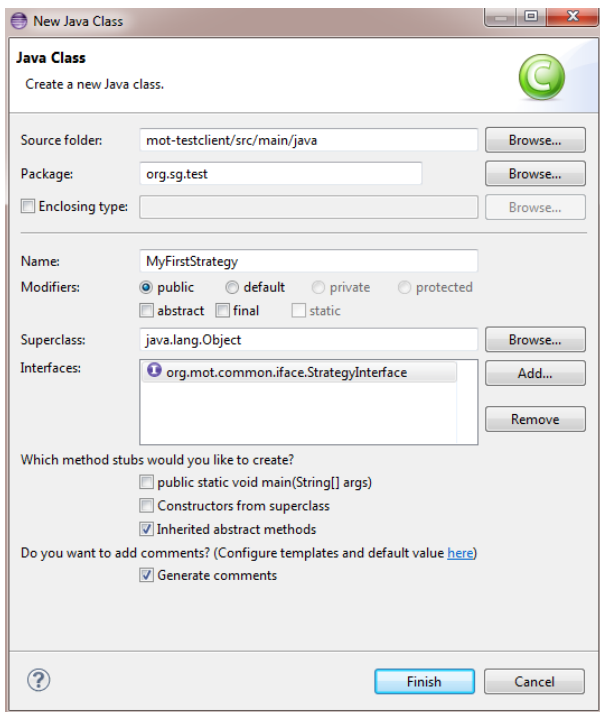 New Java Class
Java Class
Create a new Java class.
C
Source folder: mot-testclient/src/main/java Browse...
Package: org.sg.test Browse...
Enclosing type: Browse...
Name: MyFirstStrategy
Modifiers: public default private protected
abstract final static
Superclass: java.lang.Object Browse...
Interfaces: I org.mot.common.iface.StrategyInterface Add...
Remove
Which method stubs would you like to create?
public static void main(String[] args)
Constructors from superclass
Inherited abstract methods
Do you want to add comments? (Configure templates and default value here)
Generate comments
? Finish Cancel